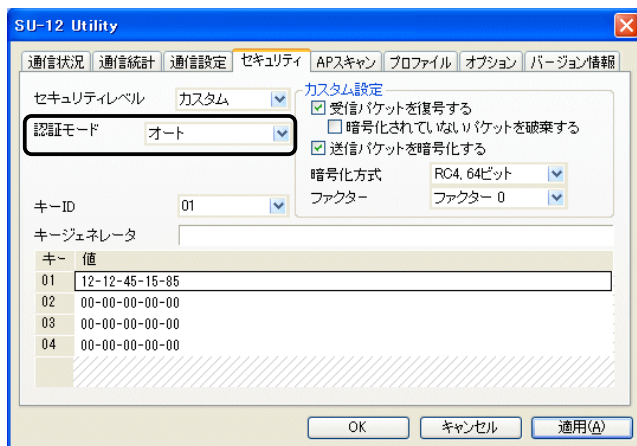 SU-12 Utility
通信状況 通信統計 通信設定 セキュリティ APスキャン プロファイル オプション バージョン情報
セキュリティレベル カスタム
認証モード オート
カスタム設定
受信パケットを復号する
暗号化されていないパケットを破棄する
送信パケットを暗号化する
暗号化方式 RC4, 64ビット
ファクター ファクター 0
キーID 01
キージェネレータ
キー 値
01 12-12-45-15-85
02 00-00-00-00-00
03 00-00-00-00-00
04 00-00-00-00-00
OK キャンセル 適用(A)